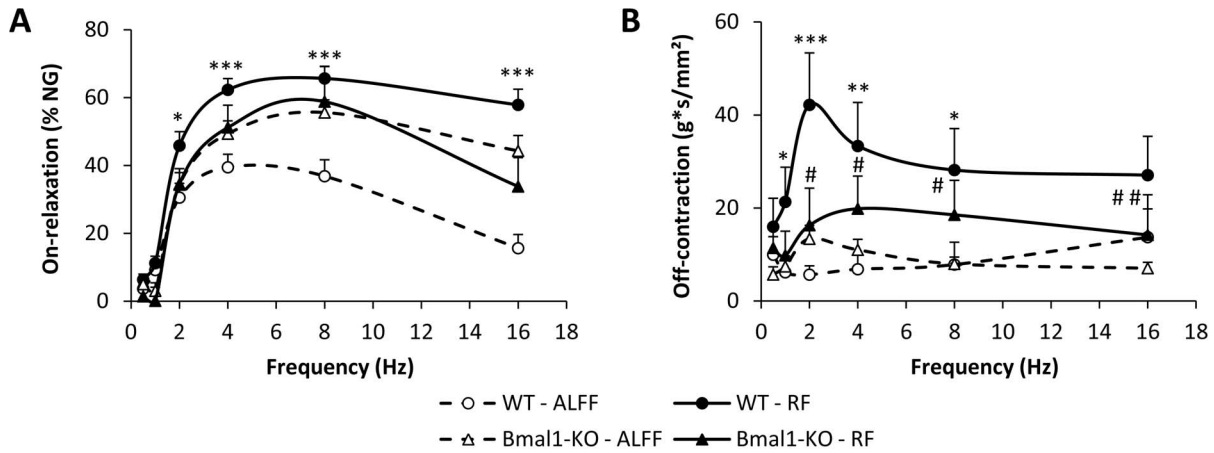 A
On-relaxation (% NG)
80
60
40
20
0
*
***
***
***
0 2 4 6 8 10 12 14 16 18
Frequency (Hz)
B
Off-contraction (g*s/mm²)
60
40
20
0
*
***
**
*
#
#
#
# #
0 2 4 6 8 10 12 14 16 18
Frequency (Hz)
WT - ALFF
WT - RF
Bmal1-KO - ALFF
Bmal1-KO - RF